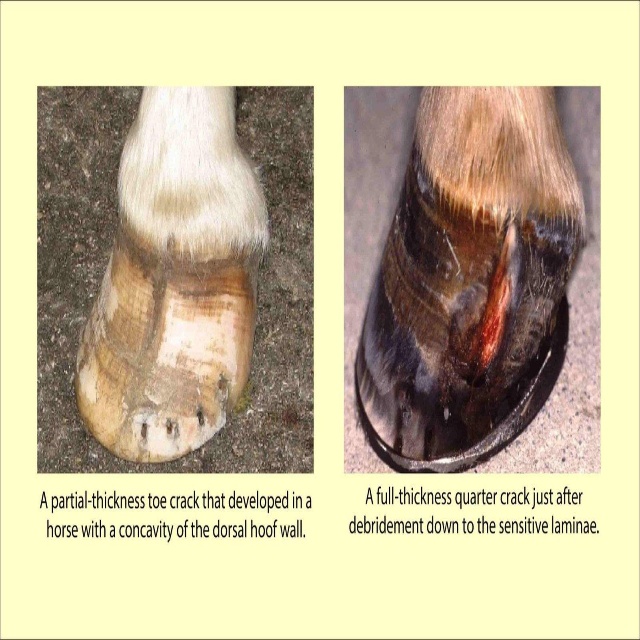 A partial-thickness toe crack that developed in a
horse with a concavity of the dorsal hoof wall.
A full-thickness quarter crack just after
debridement down to the sensitive laminae.